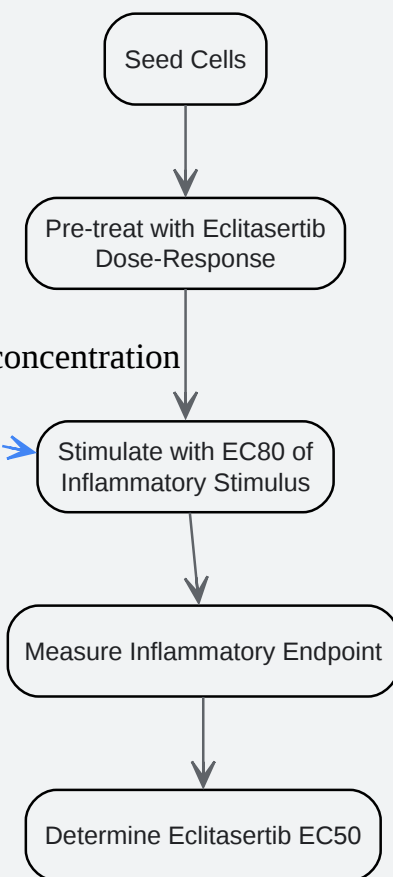 Seed Cells
Pre-treat with Eclitasertib
Dose-Response
concentration
Stimulate with EC80 of
Inflammatory Stimulus
Measure Inflammatory Endpoint
Determine Eclitasertib EC50